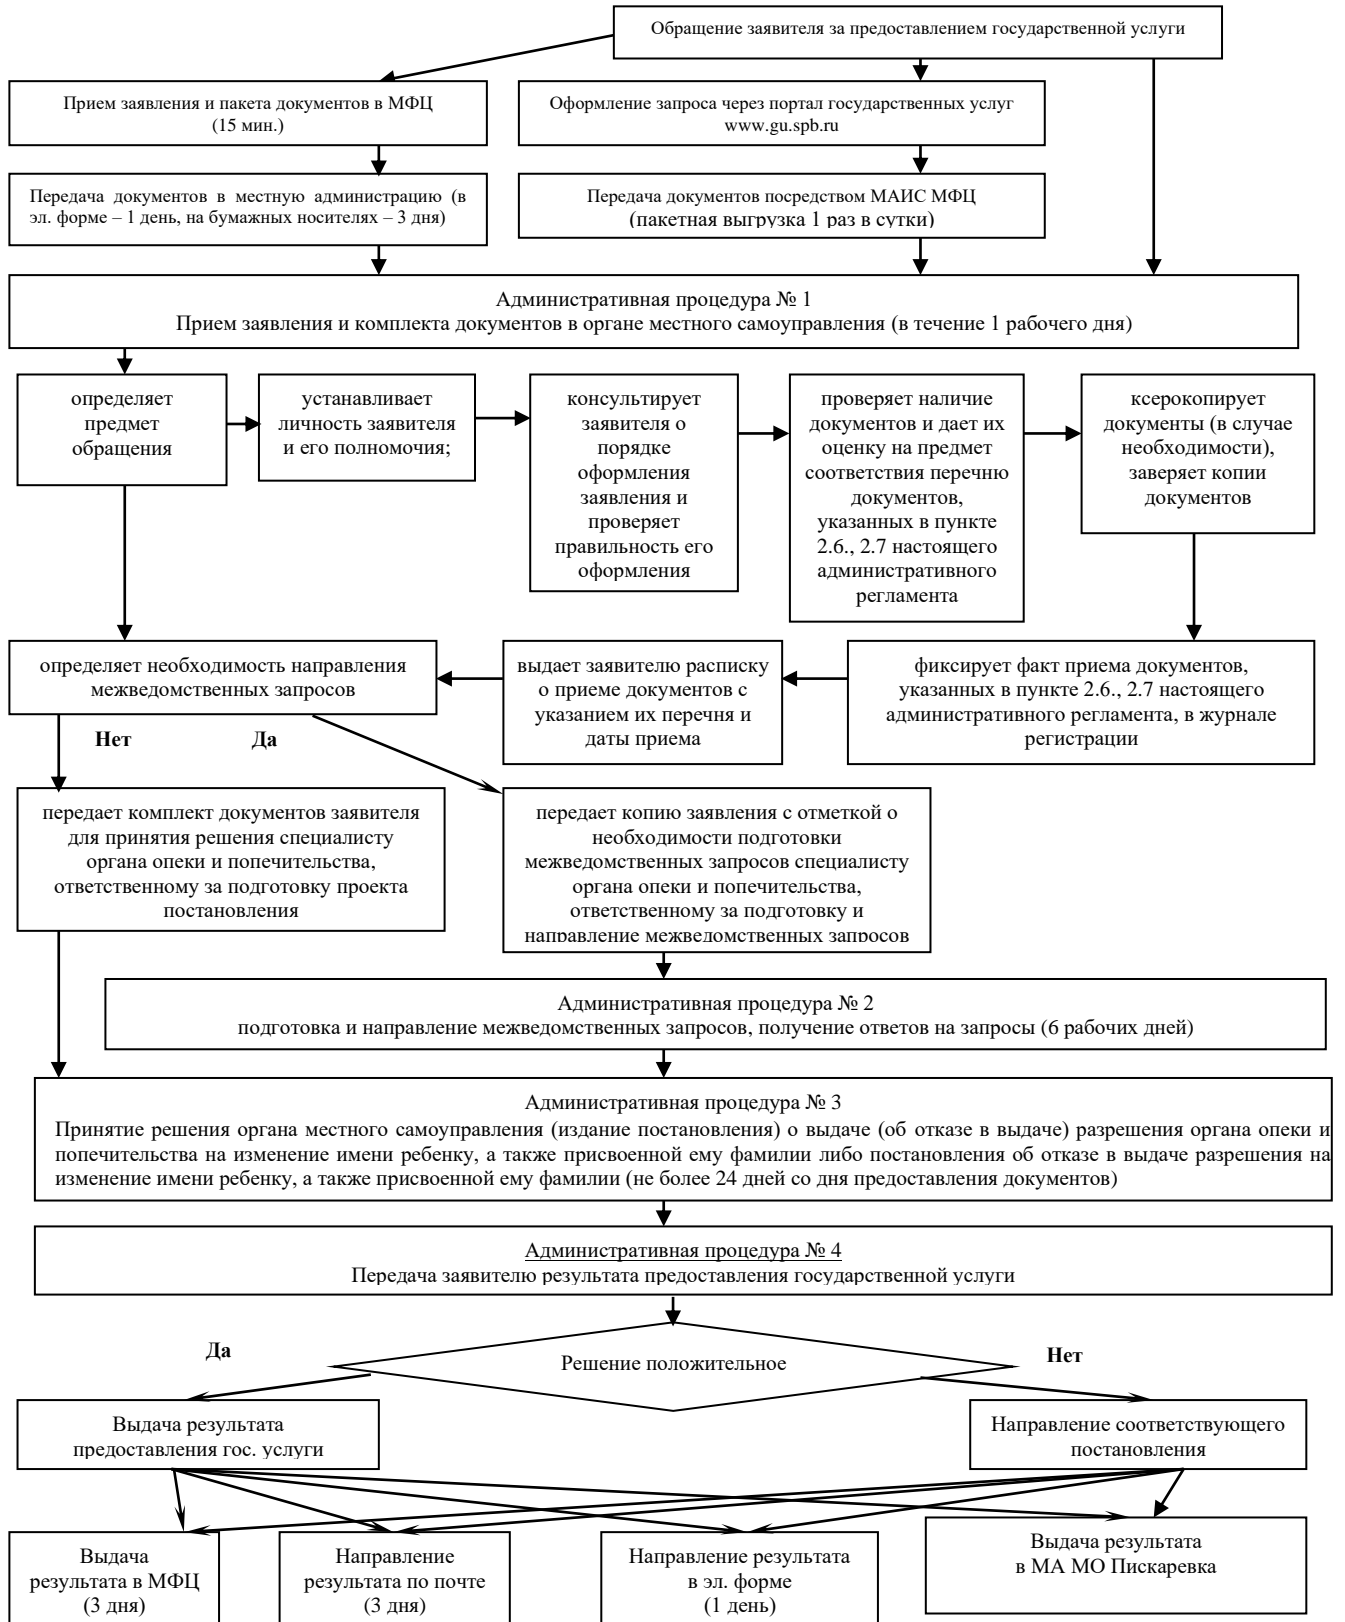 Обращение заявителя за предоставлением государственной услуги
Прием заявления и пакета документов в МФЦ
(15 мин.)
Оформление запроса через портал государственных услуг
www.gu.spb.ru
Передача документов в местную администрацию (в
эл. форме – 1 день, на бумажных носителях – 3 дня)
Передача документов посредством МАИС МФЦ
(пакетная выгрузка 1 раз в сутки)
Административная процедура № 1
Прием заявления и комплекта документов в органе местного самоуправления (в течение 1 рабочего дня)
определяет
предмет
обращения
устанавливает
личность заявителя
и его полномочия;
консультирует
заявителя о
порядке
оформления
заявления и
проверяет
правильность его
оформления
проверяет наличие
документов и дает их
оценку на предмет
соответствия перечню
документов,
указанных в пункте
2.6., 2.7 настоящего
административного
регламента
ксерокопирует
документы (в случае
необходимости),
заверяет копии
документов
определяет необходимость направления
межведомственных запросов
выдает заявителю расписку
о приеме документов с
указанием их перечня и
даты приема
фиксирует факт приема документов,
указанных в пункте 2.6., 2.7 настоящего
административного регламента, в журнале
регистрации
Нет
Да
передает комплект документов заявителя
для принятия решения специалисту
органа опеки и попечительства,
ответственному за подготовку проекта
постановления
передает копию заявления с отметкой о
необходимости подготовки
межведомственных запросов специалисту
органа опеки и попечительства,
ответственному за подготовку и
направление межведомственных запросов
Административная процедура № 2
подготовка и направление межведомственных запросов, получение ответов на запросы (6 рабочих дней)
Административная процедура № 3
Принятие решения органа местного самоуправления (издание постановления) о выдаче (об отказе в выдаче) разрешения органа опеки и
попечительства на изменение имени ребенку, а также присвоенной ему фамилии либо постановления об отказе в выдаче разрешения на
изменение имени ребенку, а также присвоенной ему фамилии (не более 24 дней со дня предоставления документов)
Административная процедура № 4
Передача заявителю результата предоставления государственной услуги
Да
Решение положительное
Нет
Выдача результата
предоставления гос. услуги
Направление соответствующего
постановления
Выдача
результата в МФЦ
(3 дня)
Направление
результата по почте
(3 дня)
Направление результата
в эл. форме
(1 день)
Выдача результата
в МА МО Пискаревка